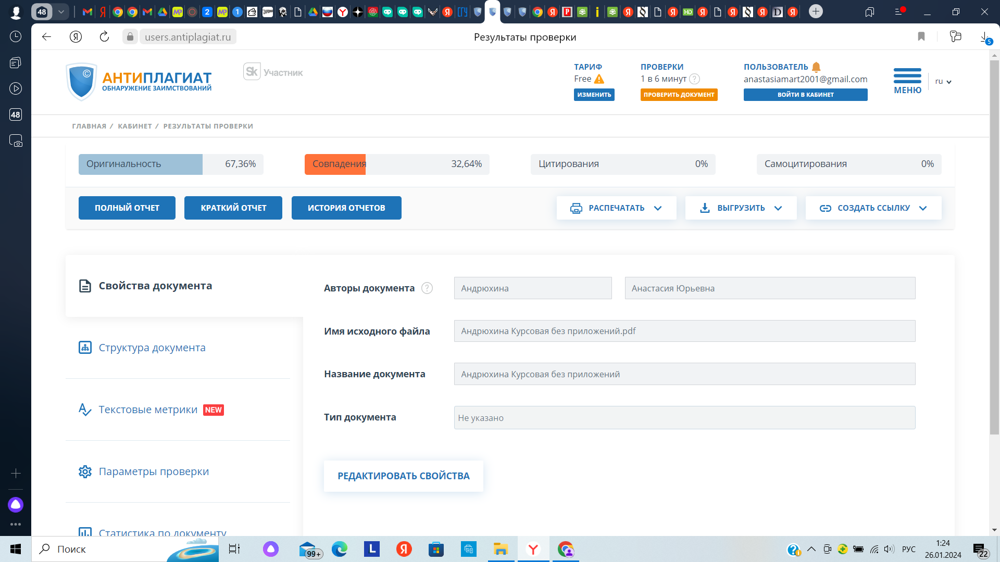 48
users.antiplagiat.ru
Результаты проверки
5
48
АНТИПЛАГИАТ
ОБНАРУЖЕНИЕ ЗАИМСТВОВАНИЙ
Sk Участник
ТАРИФ
Free
ИЗМЕНИТЬ
ПРОВЕРКИ
1 в 6 минут ?
ПРОВЕРИТЬ ДОКУМЕНТ
ПОЛЬЗОВАТЕЛЬ
anastasiamart2001@gmail.com
ВОЙТИ В КАБИНЕТ
МЕНЮ
ru
ГЛАВНАЯ / КАБИНЕТ / РЕЗУЛЬТАТЫ ПРОВЕРКИ
Оригинальность 67,36%
Совпадения 32,64%
Цитирования 0%
Самоцитирования 0%
ПОЛНЫЙ ОТЧЕТ
КРАТКИЙ ОТЧЕТ
ИСТОРИЯ ОТЧЕТОВ
РАСПЕЧАТАТЬ
ВЫГРУЗИТЬ
СОЗДАТЬ ССЫЛКУ
Свойства документа
Структура документа
Текстовые метрики NEW
Параметры проверки
Статистика по документу
Авторы документа ? Андрюхина Анастасия Юрьевна
Имя исходного файла Андрюхина Курсовая без приложений.pdf
Название документа Андрюхина Курсовая без приложений
Тип документа Не указано
РЕДАКТИРОВАТЬ СВОЙСТВА
Поиск
99+
L
РУС
1:24
26.01.2024
22